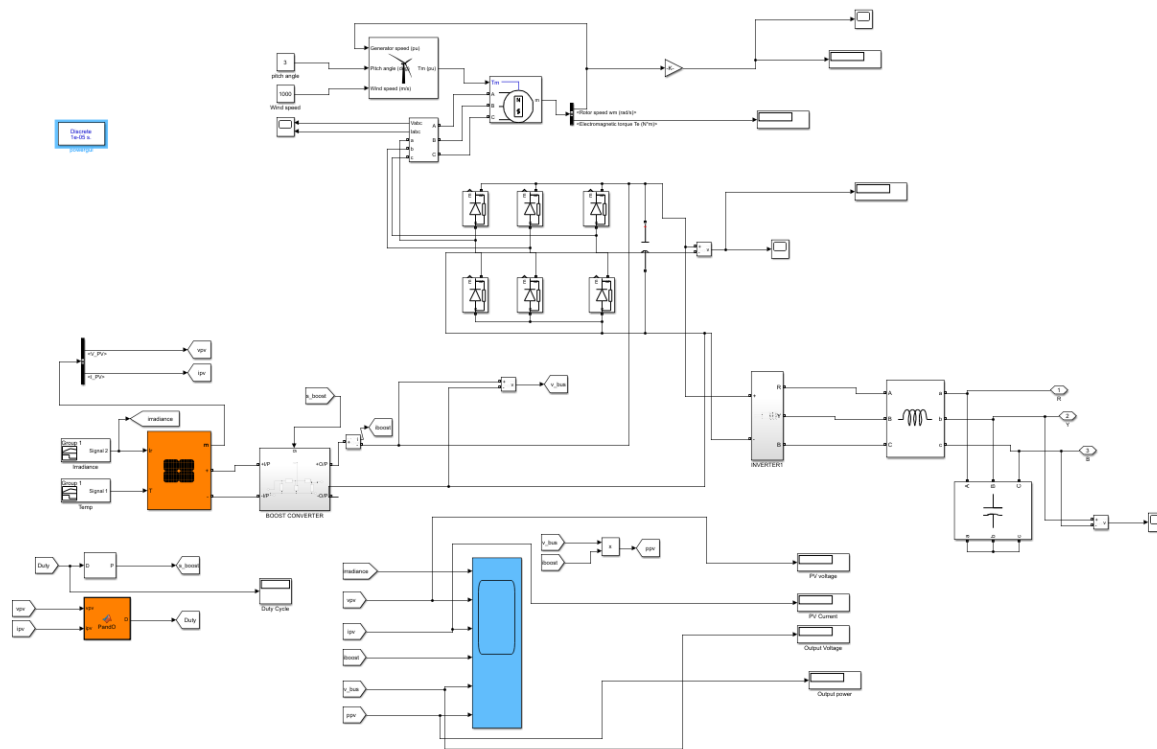 Generator speed (pu)
3
Pitch angle (deg)
Tm (pu)
pitch angle
-K-
1000
Wind speed (m/s)
Wind speed
Tm
A
B
C
m
N
S
<Rotor speed wm (rad/s)>
<Electromagnetic torque Te (N*m)>
Discrete
1e-06 s.
powergui
Vabc
Iabc
a
b
c
A
B
C
E
E
E
+
-
v
E
E
E
<V_PV>
vpv
<I_PV>
ipv
s_boost
+
-
v
v_bus
irradiance
iboost
+
i
-
Group 1
Signal 2
Irradiance
Group 1
Signal 1
Temp
Ir
T
m
+
-
+I/P
-I/P
+O/P
-O/P
BOOST CONVERTER
+
-
R
Y
B
INVERTER1
A
B
C
a
b
c
1
R
2
Y
3
B
A
B
C
a
b
c
+
-
v
Duty
D
P
s_boost
Duty Cycle
vpv
ipv
vpv
ipv
PandO
D
Duty
irradiance
vpv
ipv
iboost
v_bus
ppv
v_bus
iboost
x
ppv
PV voltage
PV Current
Output Voltage
Output power